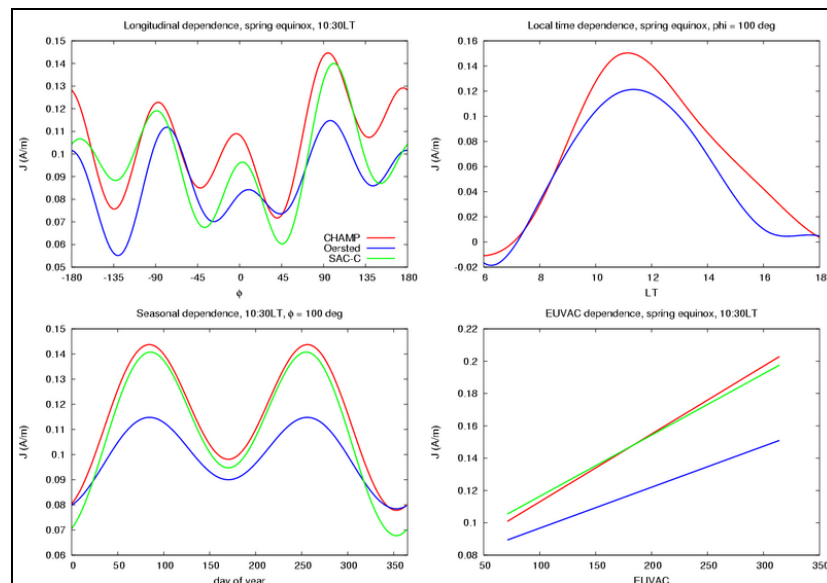 Longitudinal dependence, spring equinox, 10:30LT
J (A/m)
0.15
0.14
0.13
0.12
0.11
0.1
0.09
0.08
0.07
0.06
0.05
-180 -135 -90 -45 0 45 90 135 180
ϕ
CHAMP
Oersted
SAC-C
Local time dependence, spring equinox, phi = 100 deg
J (A/m)
0.16
0.14
0.12
0.1
0.08
0.06
0.04
0.02
0
-0.02
6 8 10 12 14 16 18
LT
Seasonal dependence, 10:30LT, ϕ = 100 deg
J (A/m)
0.15
0.14
0.13
0.12
0.11
0.1
0.09
0.08
0.07
0.06
0 50 100 150 200 250 300 350
day of year
EUVAC dependence, spring equinox, 10:30LT
J (A/m)
0.22
0.2
0.18
0.16
0.14
0.12
0.1
0.08
50 100 150 200 250 300 350
EUVAC